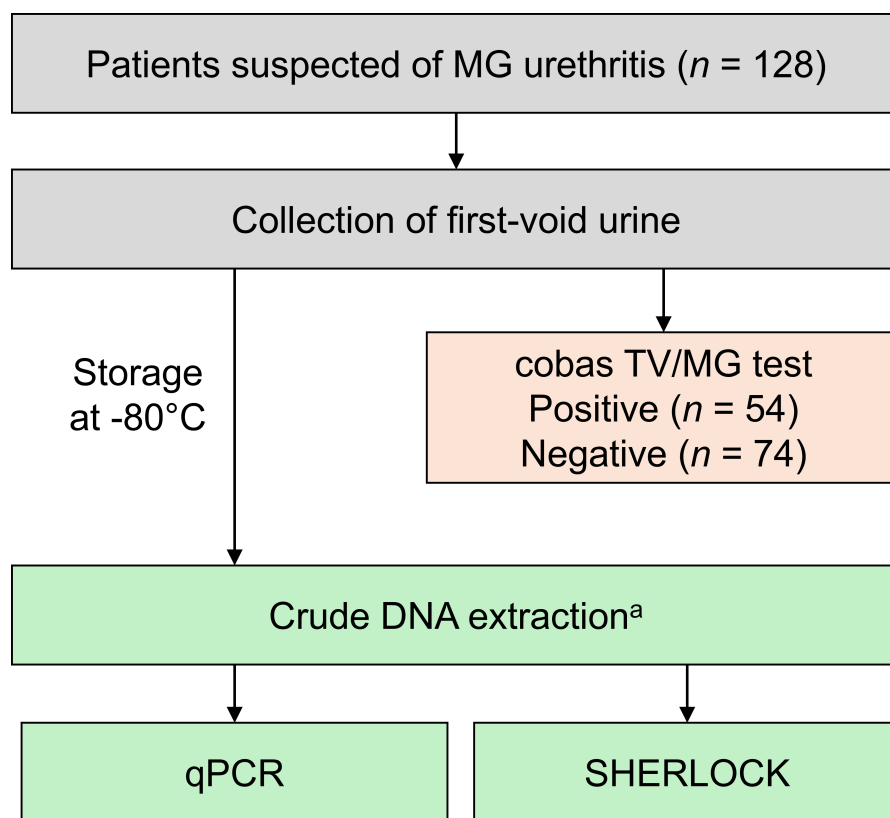 Patients suspected of MG urethritis (n = 128)
Collection of first-void urine
Storage
at -80°C
cobas TV/MG test
Positive (n = 54)
Negative (n = 74)
Crude DNA extractionᵃ
qPCR
SHERLOCK